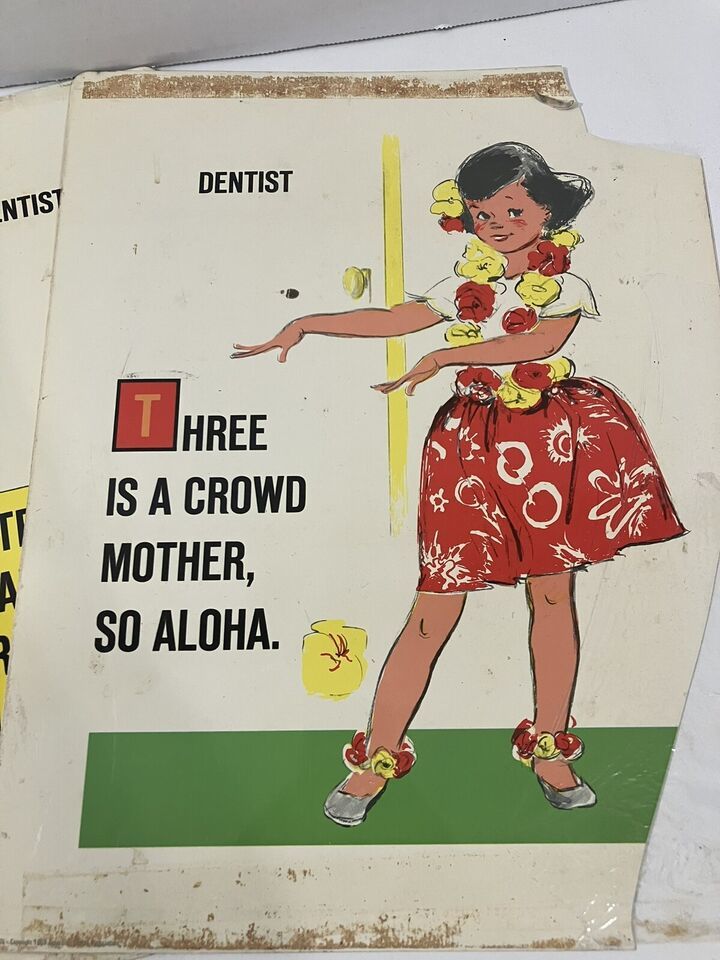 DENTIST
THREE
IS A CROWD
MOTHER,
SO ALOHA.